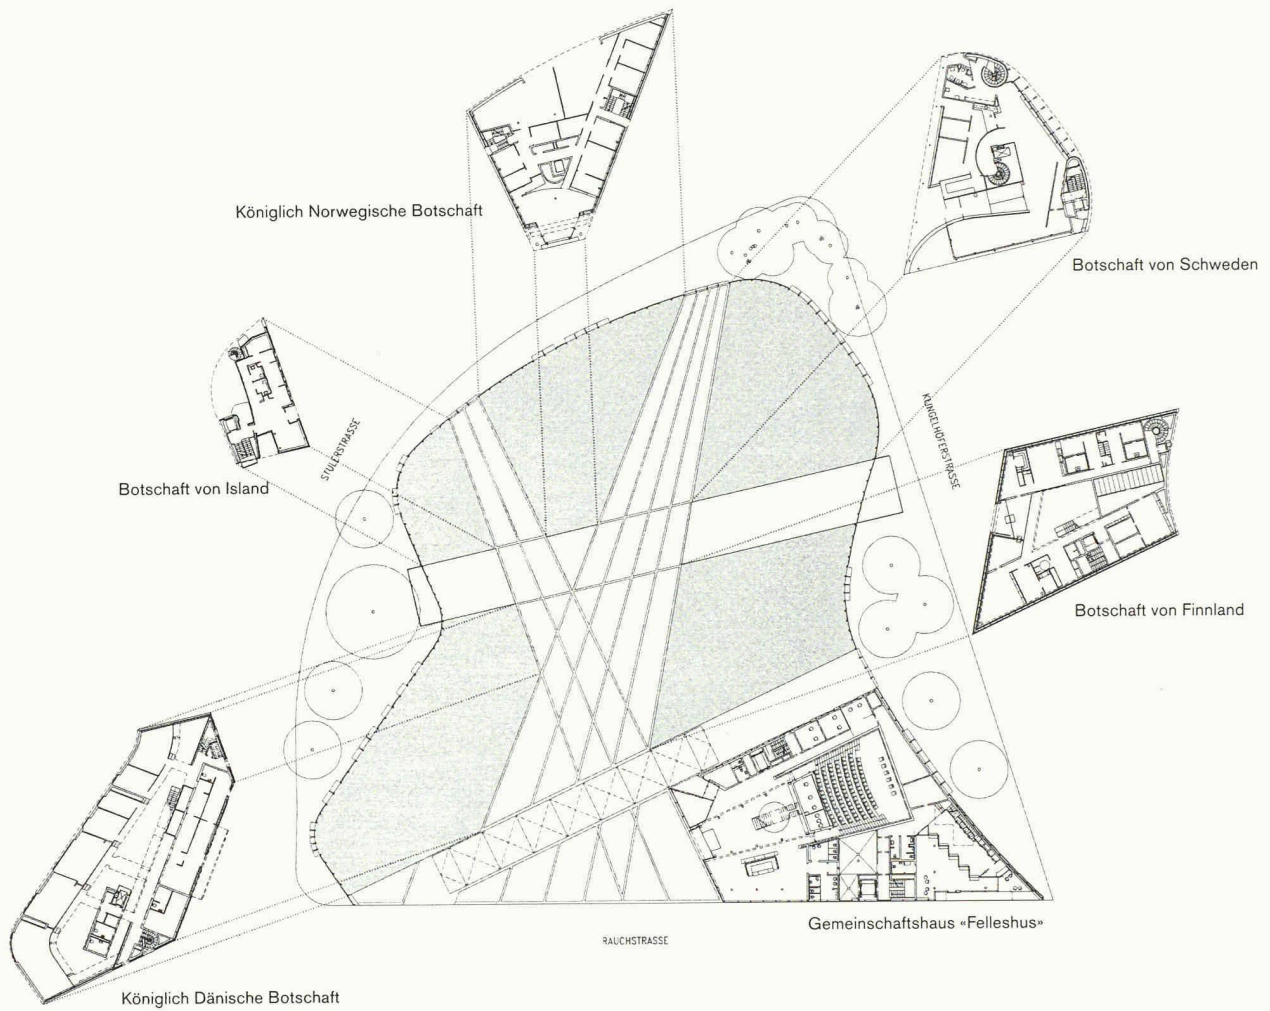 Königlich Norwegische Botschaft
Botschaft von Schweden
KLINGELHÖFERSTRASSE
STÜLERSTRASSE
Botschaft von Island
Botschaft von Finnland
Gemeinschaftshaus «Felleshus»
RAUCHSTRASSE
Königlich Dänische Botschaft